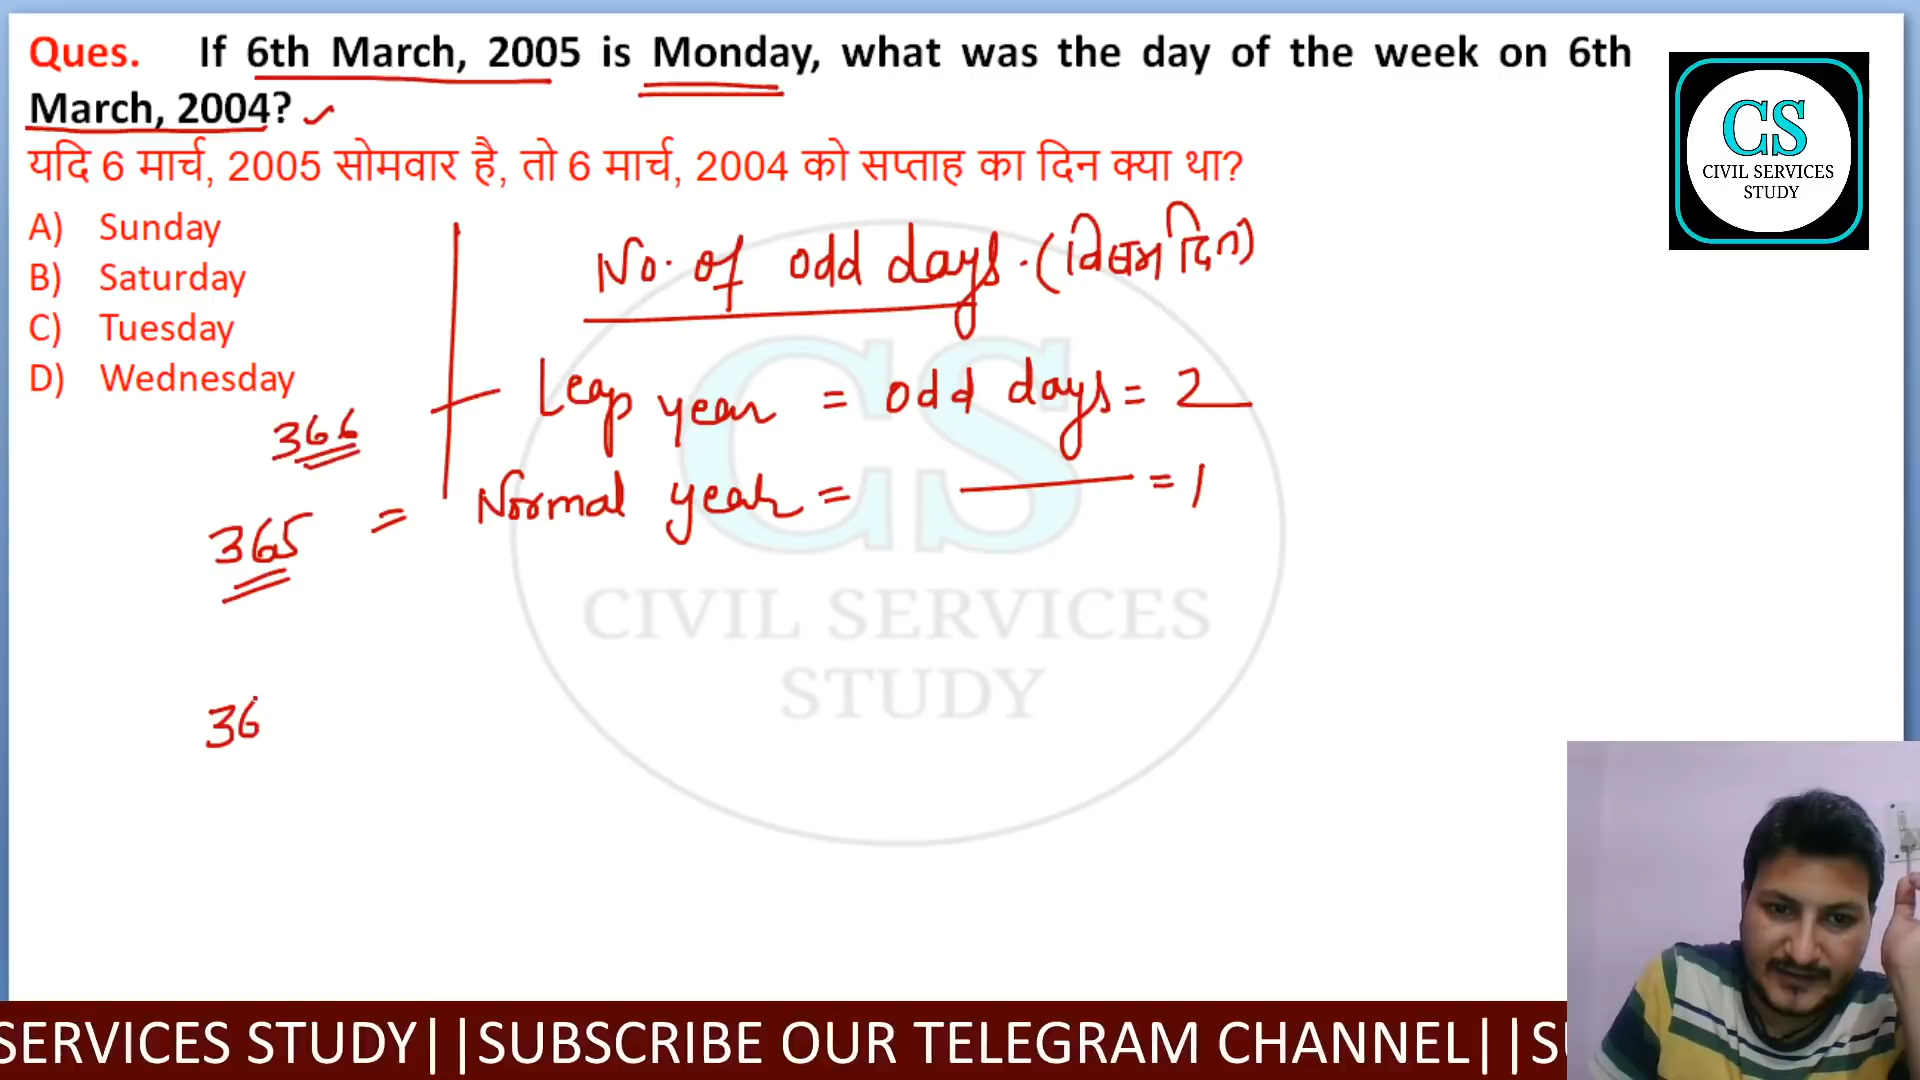 Ques. If 6th March, 2005 is Monday, what was the day of the week on 6th
March, 2004?
यदि 6 मार्च, 2005 सोमवार है, तो 6 मार्च, 2004 को सप्ताह का दिन क्या था?
A) Sunday
B) Saturday
C) Tuesday
D) Wednesday
CS
CIVIL SERVICES
STUDY
No. of odd days. (विषम दिन)
366 Leap year = odd days = 2
365 = Normal year = = 1
36
CS
CIVIL SERVICES
STUDY
SERVICES STUDY||SUBSCRIBE OUR TELEGRAM CHANNEL||SU